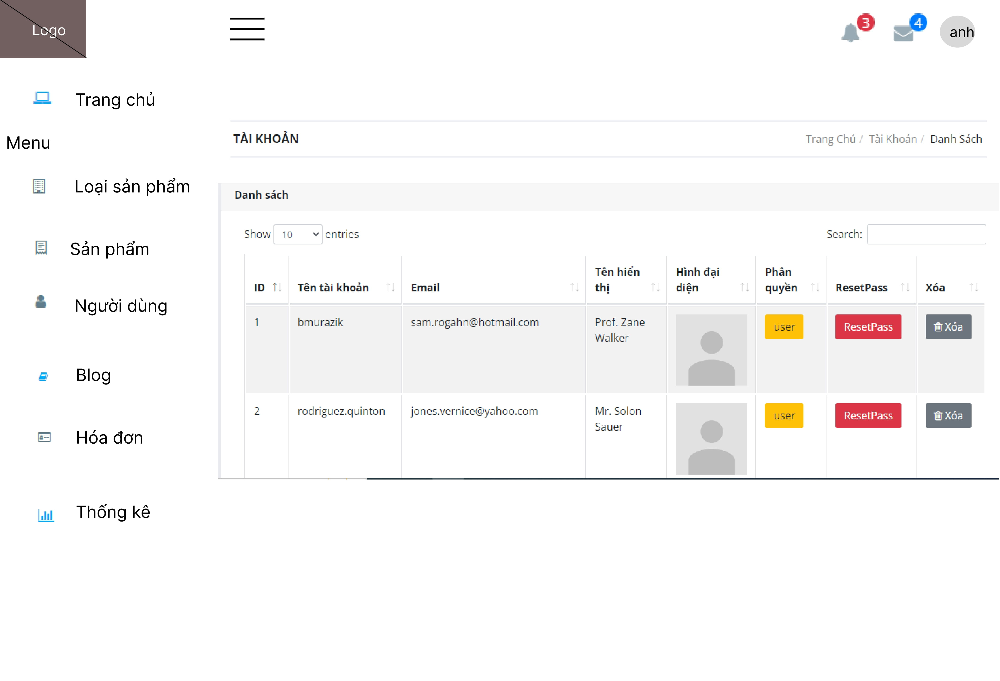 Logo
3
4
anh
Trang chủ
Menu
Loại sản phẩm
Sản phẩm
Người dùng
Blog
Hóa đơn
Thống kê
TÀI KHOẢN
Trang Chủ / Tài Khoản / Danh Sách
Danh sách
Show 10 entries
Search:
ID Tên tài khoản Email Tên hiển thị Hình đại diện Phân quyền ResetPass Xóa
1 bmurazik sam.rogahn@hotmail.com Prof. Zane Walker user ResetPass Xóa
2 rodriguez.quinton jones.vernice@yahoo.com Mr. Solon Sauer user ResetPass Xóa